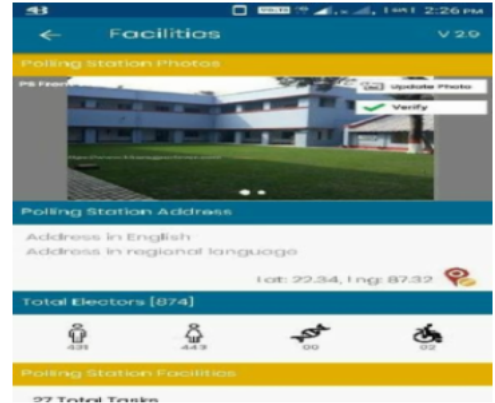 2:26 PM
← Facilities V 2.9
Polling Station Photos
PS Front
Update Photo
Verify
Polling Station Address
Address in English
Address in regional language
Lat: 22.34, Lng: 87.32
Total Electors [874]
431 443 00 02
Polling Station Facilities
27 Total Tasks